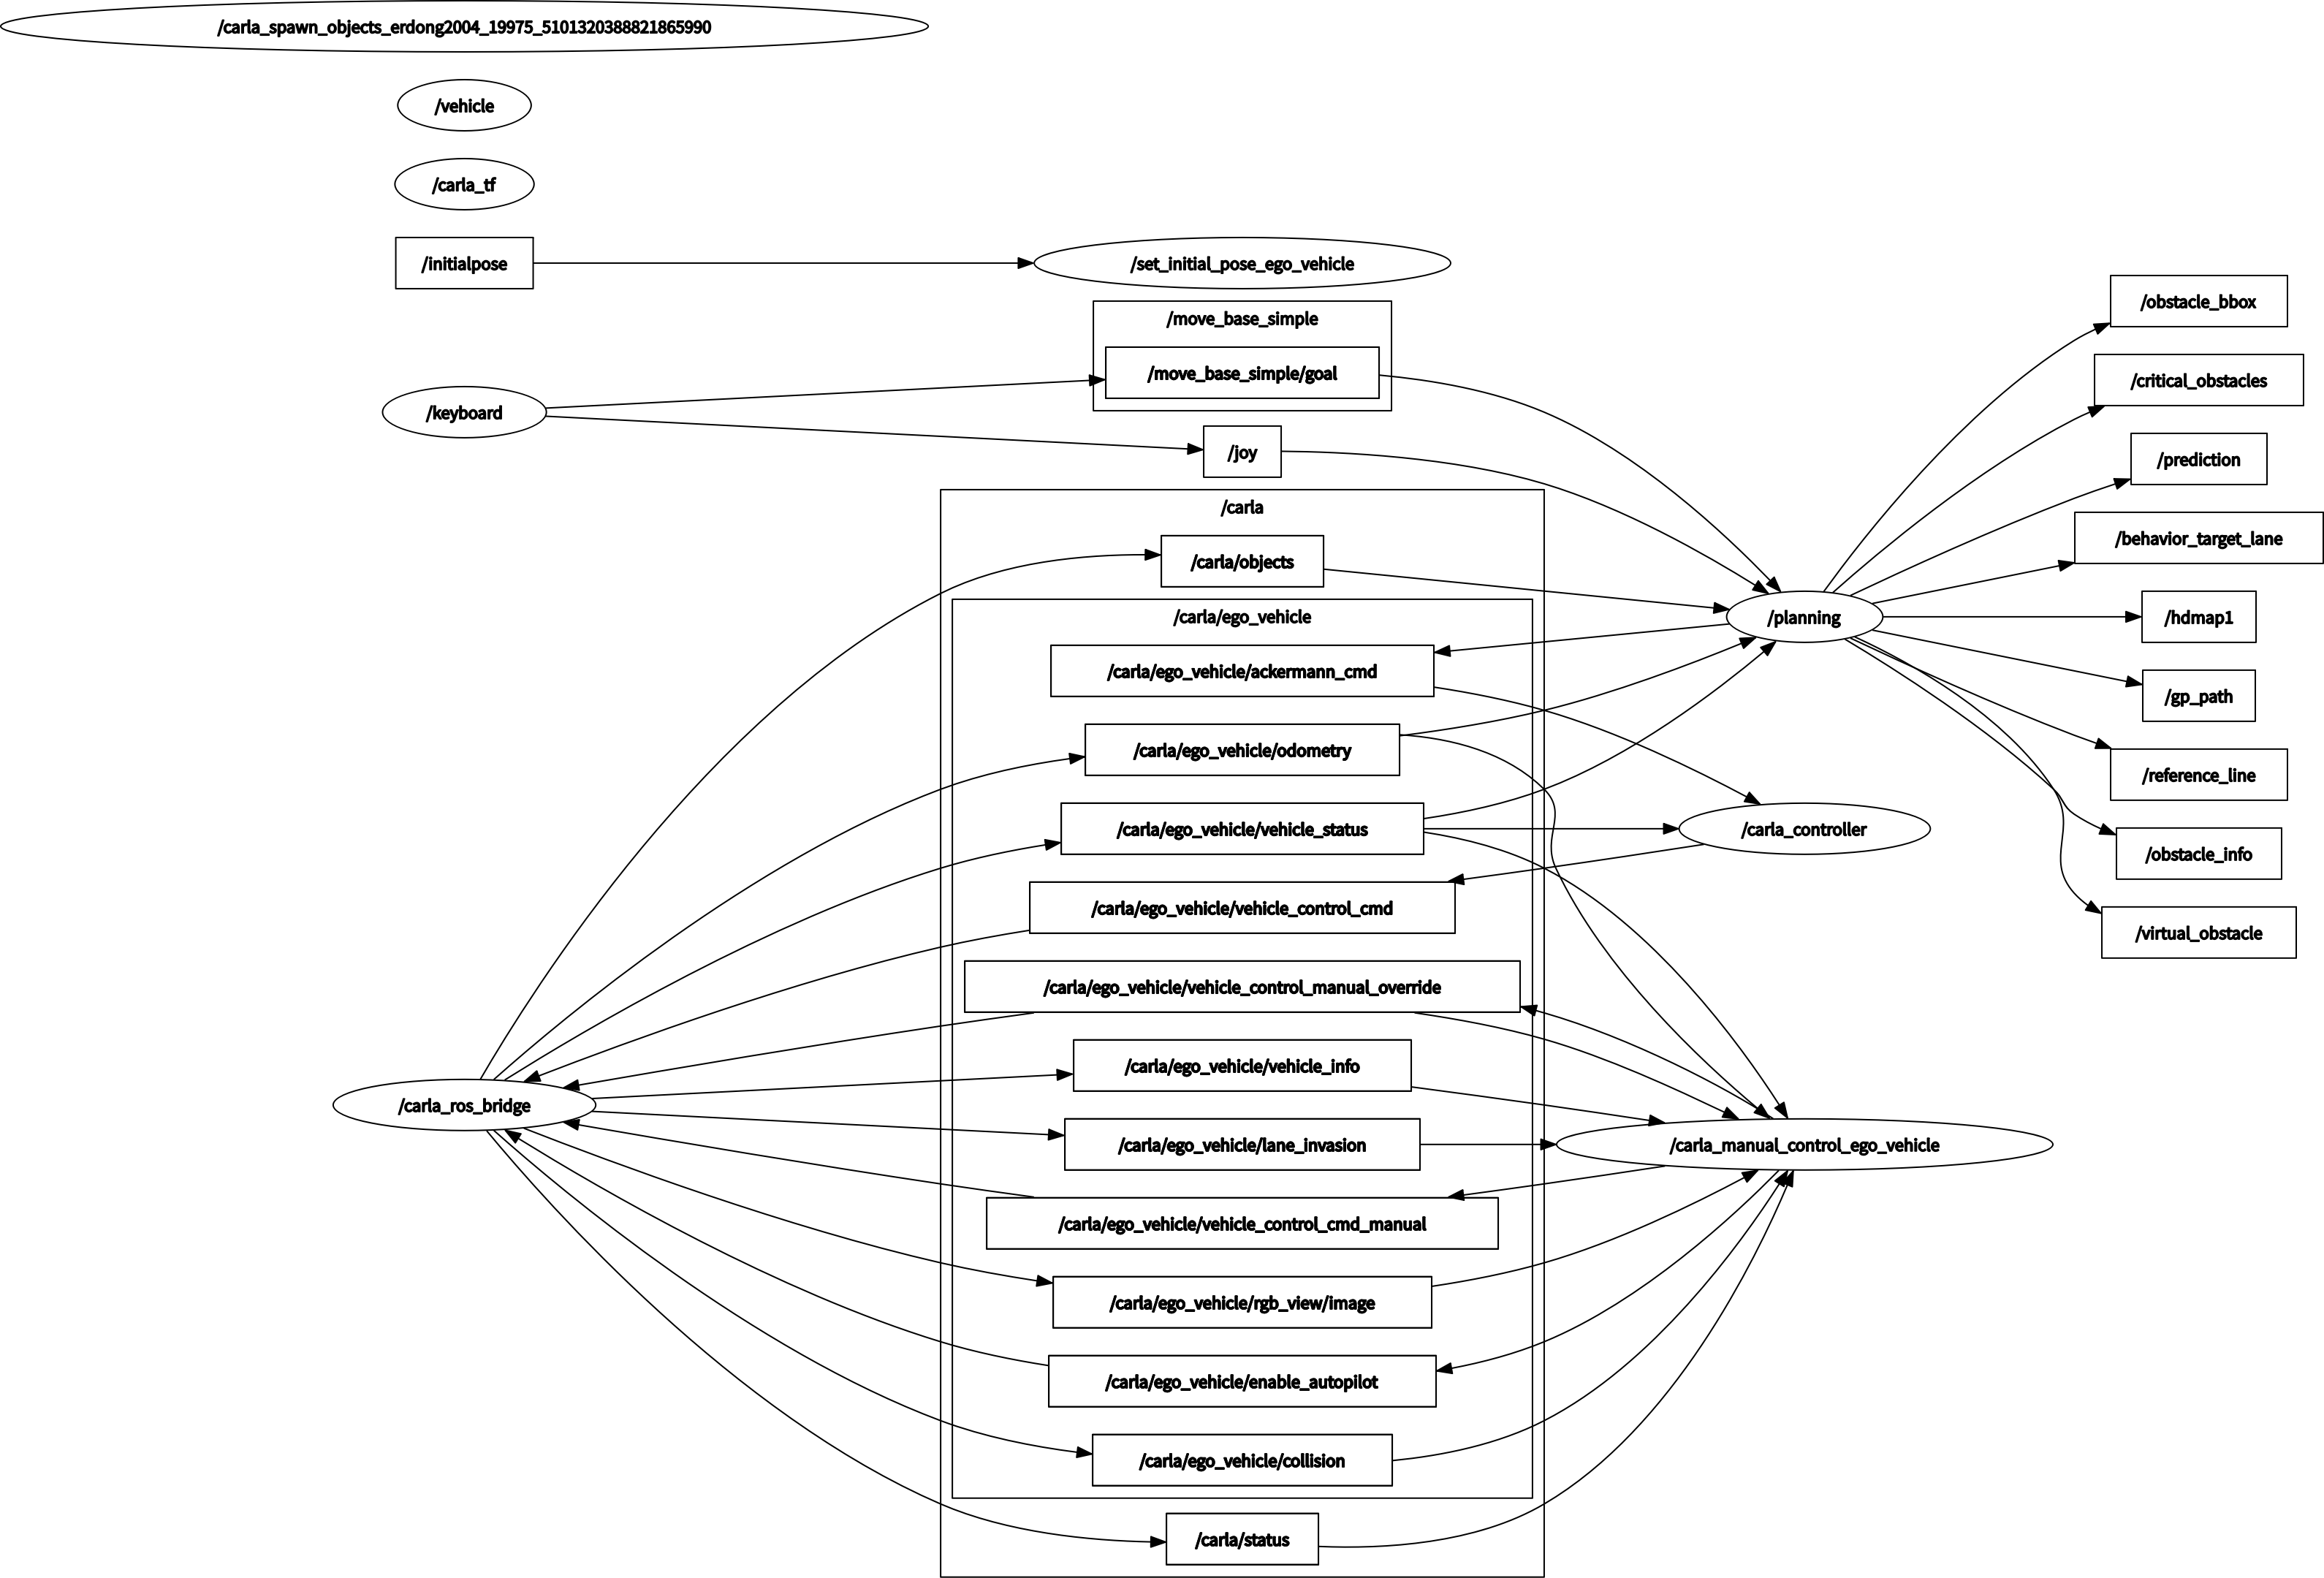 /carla_spawn_objects_erdong2004_19975_5101320388821865990
/vehicle
/carla_tf
/initialpose
/set_initial_pose_ego_vehicle
/move_base_simple
/move_base_simple/goal
/keyboard
/joy
/carla
/carla/objects
/carla/ego_vehicle
/carla/ego_vehicle/ackermann_cmd
/carla/ego_vehicle/odometry
/carla/ego_vehicle/vehicle_status
/carla/ego_vehicle/vehicle_control_cmd
/carla/ego_vehicle/vehicle_control_manual_override
/carla/ego_vehicle/vehicle_info
/carla_ros_bridge
/carla/ego_vehicle/lane_invasion
/carla/ego_vehicle/vehicle_control_cmd_manual
/carla/ego_vehicle/rgb_view/image
/carla/ego_vehicle/enable_autopilot
/carla/ego_vehicle/collision
/carla/status
/planning
/carla_controller
/carla_manual_control_ego_vehicle
/obstacle_bbox
/critical_obstacles
/prediction
/behavior_target_lane
/hdmap1
/gp_path
/reference_line
/obstacle_info
/virtual_obstacle